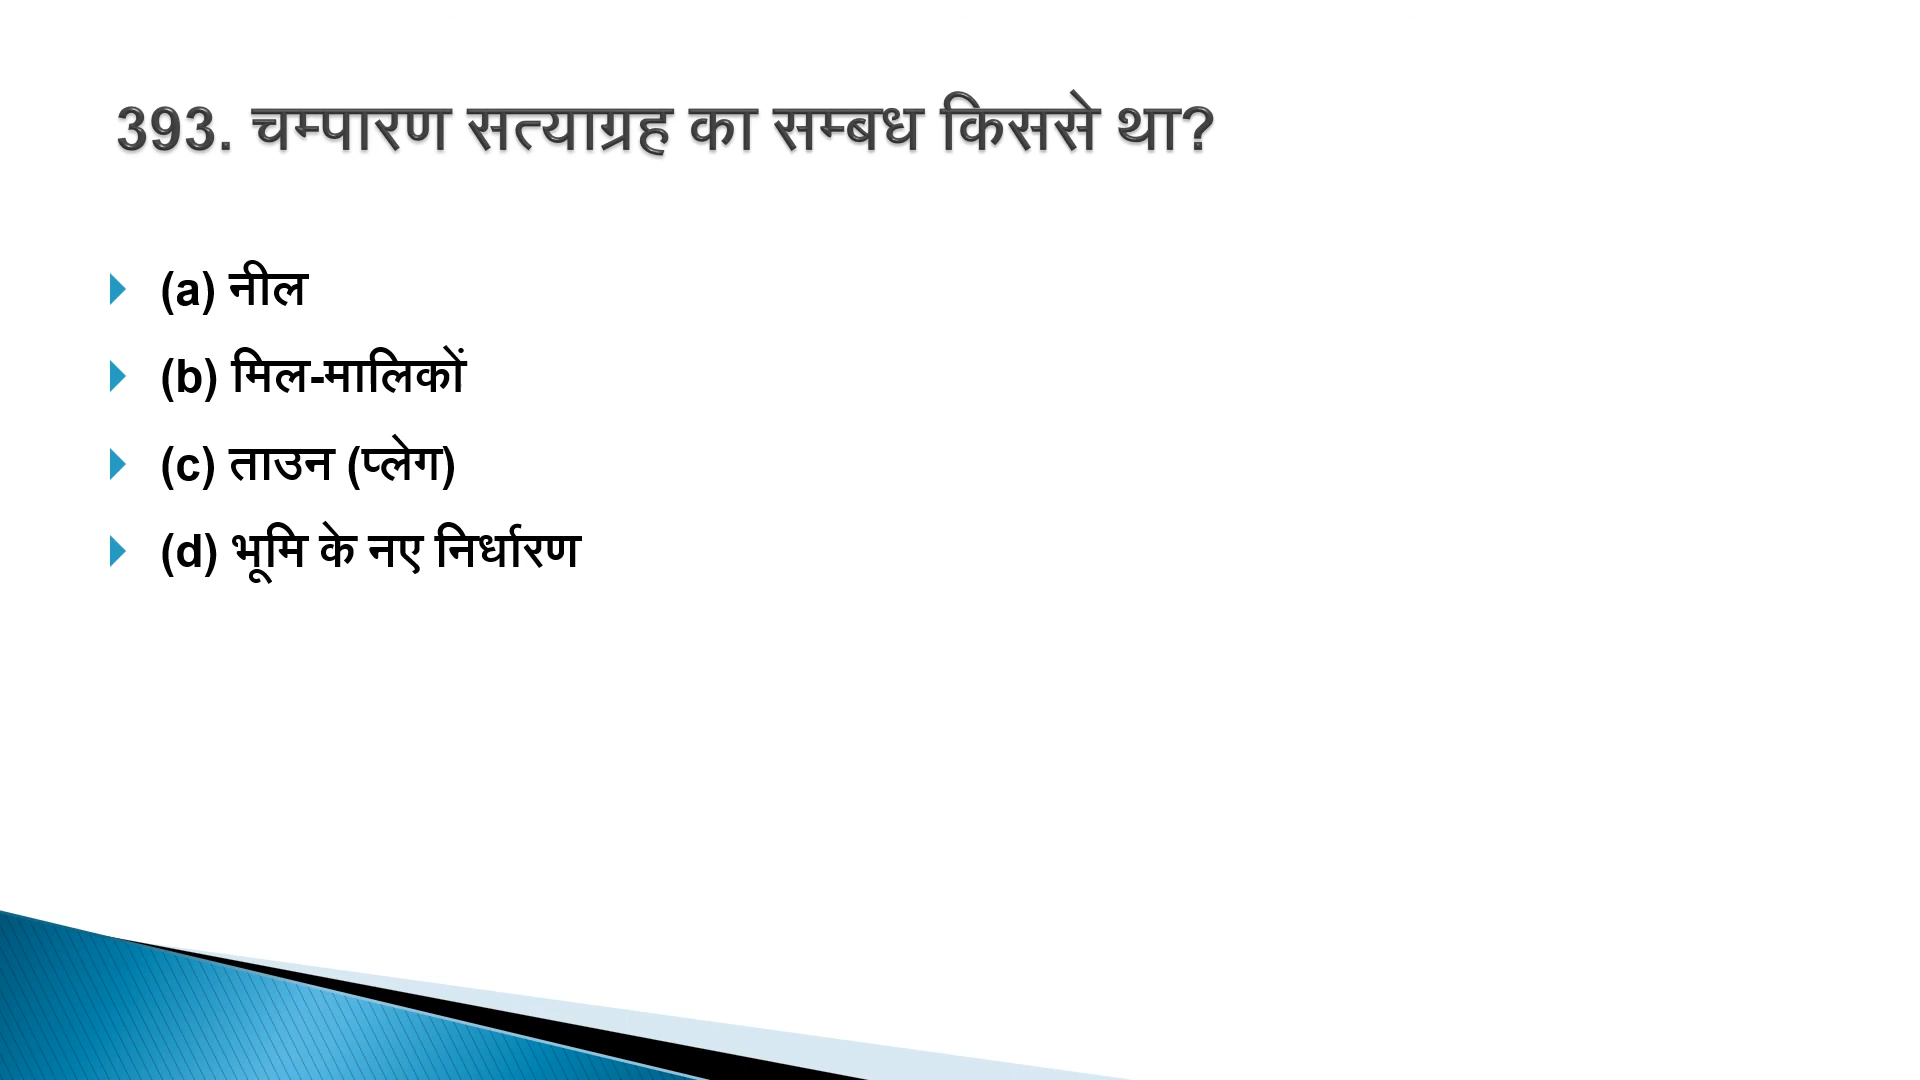 393. चम्पारण सत्याग्रह का सम्बध किससे था?
(a) नील
(b) मिल-मालिकों
(c) ताउन (प्लेग)
(d) भूमि के नए निर्धारण